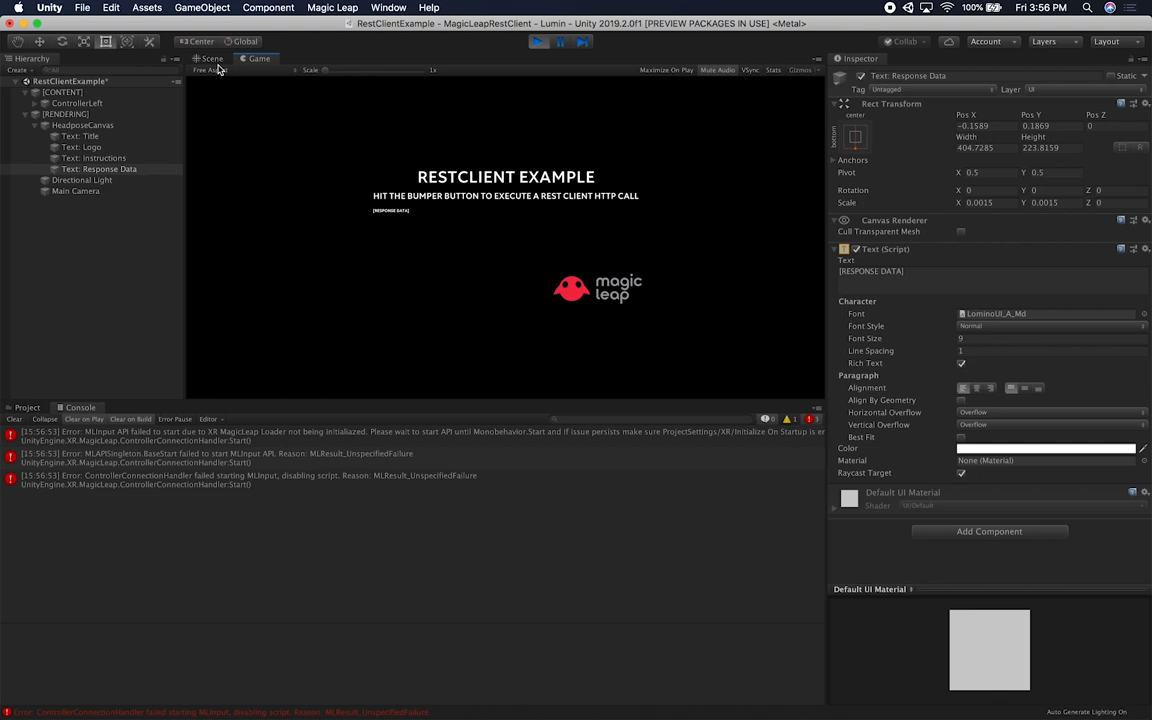 Unity File Edit Assets GameObject Component Magic Leap Window Help 100% Fri 3:56 PM
RestClientExample - MagicLeapRestClient - Lumin - Unity 2019.2.0f1 [PREVIEW PACKAGES IN USE] <Metal>
Center Global Collab Account Layers Layout
Hierarchy Scene Game Inspector
Create All Free Aspect Scale 1x Maximize On Play Mute Audio VSync Stats Gizmos
RestClientExample*
[CONTENT]
ControllerLeft
[RENDERING]
HeadposeCanvas
Text: Title
Text: Logo
Text: Instructions
Text: Response Data
Directional Light
Main Camera
RESTCLIENT EXAMPLE
HIT THE BUMPER BUTTON TO EXECUTE A REST CLIENT HTTP CALL
[RESPONSE DATA]
magic
leap
Text: Response Data Static
Tag Untagged Layer UI
Rect Transform
center Pos X Pos Y Pos Z
bottom -0.1589 0.1869 0
Width Height
404.7285 223.8159 R
Anchors
Pivot X 0.5 Y 0.5
Rotation X 0 Y 0 Z 0
Scale X 0.0015 Y 0.0015 Z 0
Canvas Renderer
Cull Transparent Mesh
Text (Script)
Text
[RESPONSE DATA]
Character
Font LominoUI_A_Md
Font Style Normal
Font Size 9
Line Spacing 1
Rich Text
Paragraph
Alignment
Align By Geometry
Horizontal Overflow Overflow
Vertical Overflow Overflow
Best Fit
Color
Material None (Material)
Raycast Target
Default UI Material
Shader UI/Default
Add Component
Default UI Material
Auto Generate Lighting On
Project Console
Clear Collapse Clear on Play Clear on Build Error Pause Editor 0 1 3
[15:56:53] Error: MLInput API failed to start due to XR MagicLeap Loader not being initialiazed. Please wait to start API until Monobehavior.Start and if issue persists make sure ProjectSettings/XR/Initialize On Startup is en
UnityEngine.XR.MagicLeap.ControllerConnectionHandler:Start()
[15:56:53] Error: MLAPISingleton.BaseStart failed to start MLInput API. Reason: MLResult_UnspecifiedFailure
UnityEngine.XR.MagicLeap.ControllerConnectionHandler:Start()
[15:56:53] Error: ControllerConnectionHandler failed starting MLInput, disabling script. Reason: MLResult_UnspecifiedFailure
UnityEngine.XR.MagicLeap.ControllerConnectionHandler:Start()
Error: ControllerConnectionHandler failed starting MLInput, disabling script. Reason: MLResult_UnspecifiedFailure